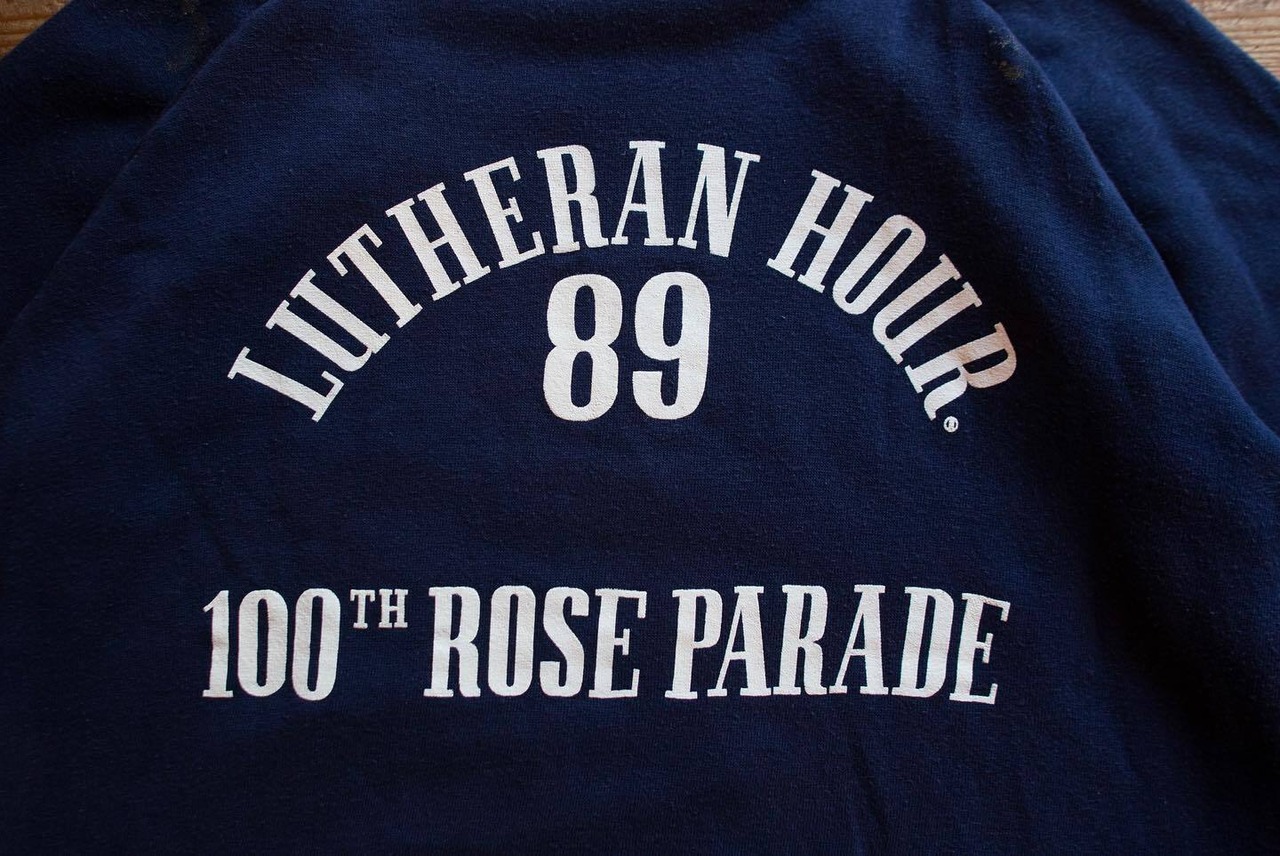 LUTHERAN HOUR®
89
100TH ROSE PARADE